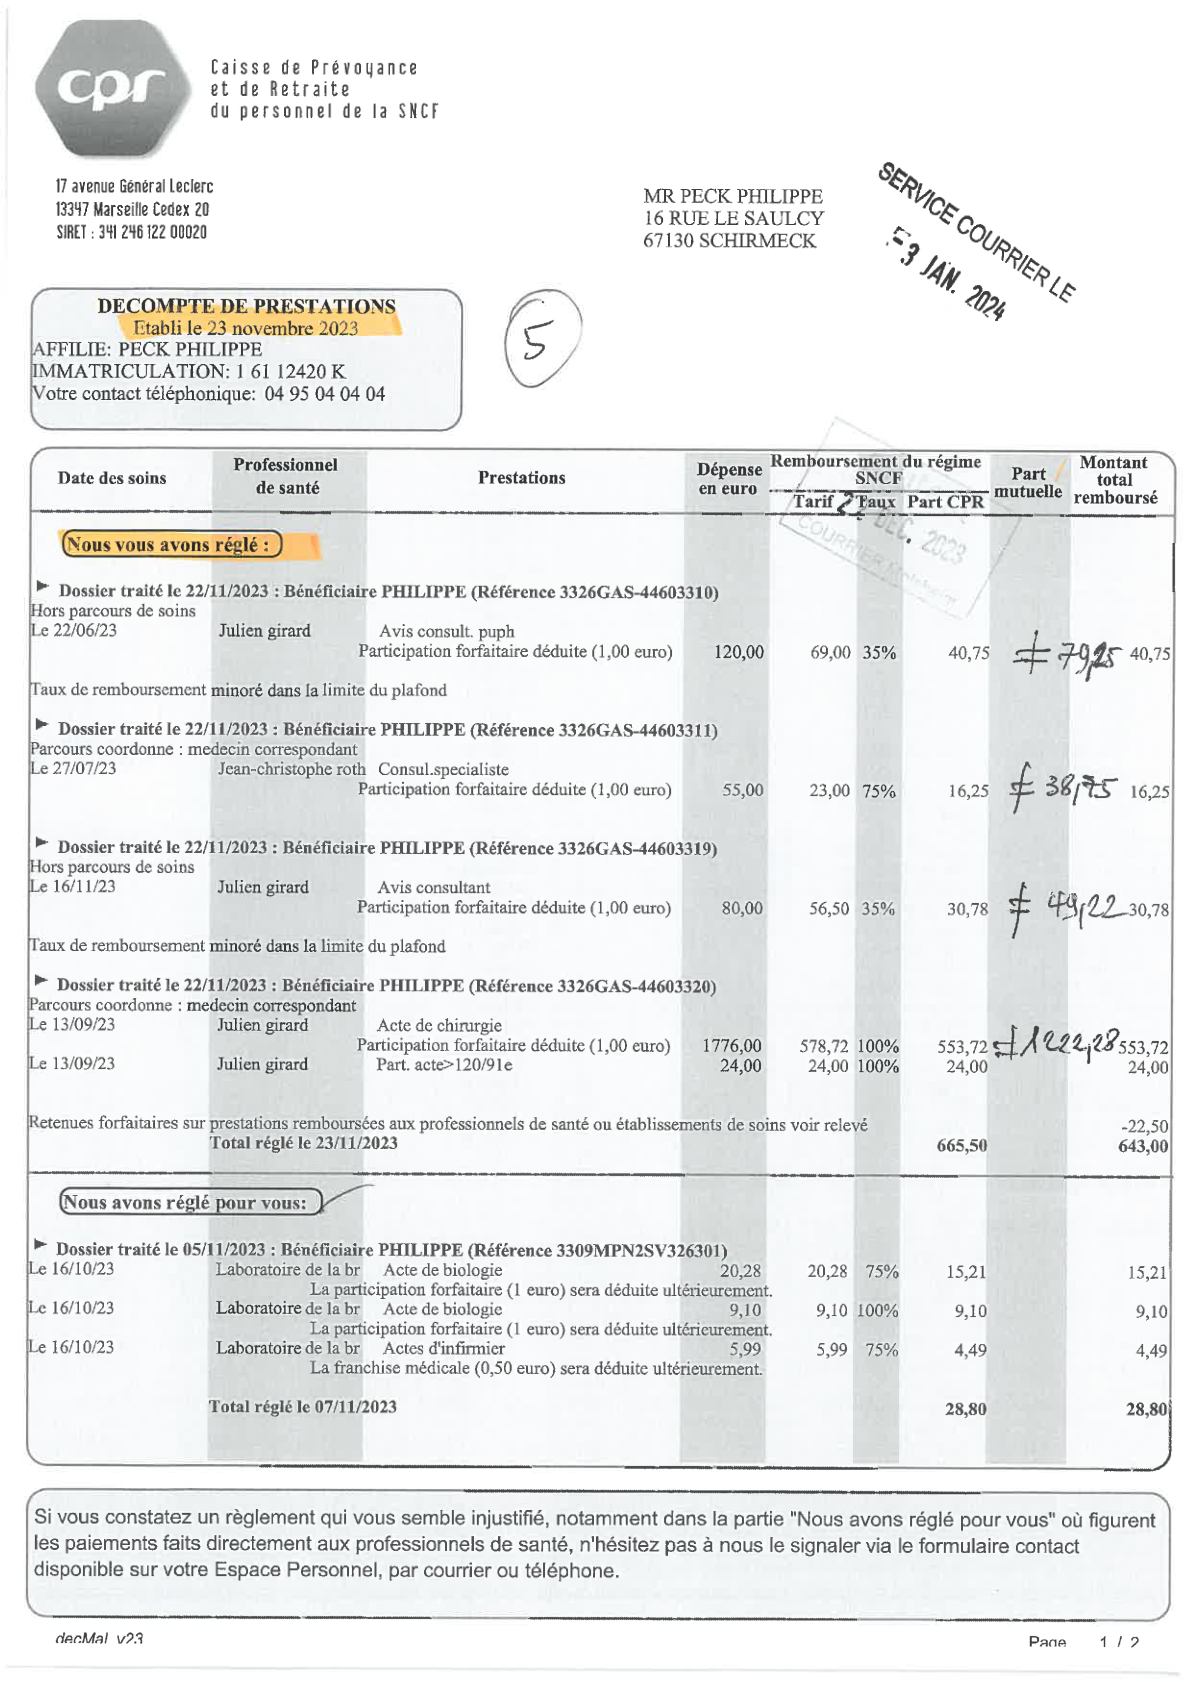 cpr
Caisse de Prévoyance
et de Retraite
du personnel de la SNCF
17 avenue Général Leclerc
13347 Marseille Cedex 20
SIRET : 341 246 122 00020
MR PECK PHILIPPE
16 RUE LE SAULCY
67130 SCHIRMECK
SERVICE COURRIER LE
3 JAN. 2024
DECOMPTE DE PRESTATIONS
Etabli le 23 novembre 2023
AFFILIE: PECK PHILIPPE
IMMATRICULATION: 1 61 12420 K
Votre contact téléphonique: 04 95 04 04 04
5
Date des soins Professionnel de santé Prestations Dépense en euro Remboursement du régime SNCF Part mutuelle Montant total remboursé
Tarif Taux Part CPR
DEC. 2023
COURRIER
Nous vous avons réglé :
► Dossier traité le 22/11/2023 : Bénéficiaire PHILIPPE (Référence 3326GAS-44603310)
Hors parcours de soins
Le 22/06/23 Julien girard Avis consult. puph
Participation forfaitaire déduite (1,00 euro) 120,00 69,00 35% 40,75 ≠ 79,25 40,75
Taux de remboursement minoré dans la limite du plafond
► Dossier traité le 22/11/2023 : Bénéficiaire PHILIPPE (Référence 3326GAS-44603311)
Parcours coordonne : medecin correspondant
Le 27/07/23 Jean-christophe roth Consul.specialiste
Participation forfaitaire déduite (1,00 euro) 55,00 23,00 75% 16,25 ≠ 38,75 16,25
► Dossier traité le 22/11/2023 : Bénéficiaire PHILIPPE (Référence 3326GAS-44603319)
Hors parcours de soins
Le 16/11/23 Julien girard Avis consultant
Participation forfaitaire déduite (1,00 euro) 80,00 56,50 35% 30,78 ≠ 49,22 30,78
Taux de remboursement minoré dans la limite du plafond
► Dossier traité le 22/11/2023 : Bénéficiaire PHILIPPE (Référence 3326GAS-44603320)
Parcours coordonne : medecin correspondant
Le 13/09/23 Julien girard Acte de chirurgie
Participation forfaitaire déduite (1,00 euro) 1776,00 578,72 100% 553,72 ≠ 1222,28 553,72
Le 13/09/23 Julien girard Part. acte>120/91e 24,00 24,00 100% 24,00 24,00
Retenues forfaitaires sur prestations remboursées aux professionnels de santé ou établissements de soins voir relevé -22,50
Total réglé le 23/11/2023 665,50 643,00
Nous avons réglé pour vous:
► Dossier traité le 05/11/2023 : Bénéficiaire PHILIPPE (Référence 3309MPN2SV326301)
Le 16/10/23 Laboratoire de la br Acte de biologie 20,28 20,28 75% 15,21 15,21
La participation forfaitaire (1 euro) sera déduite ultérieurement.
Le 16/10/23 Laboratoire de la br Acte de biologie 9,10 9,10 100% 9,10 9,10
La participation forfaitaire (1 euro) sera déduite ultérieurement.
Le 16/10/23 Laboratoire de la br Actes d'infirmier 5,99 5,99 75% 4,49 4,49
La franchise médicale (0,50 euro) sera déduite ultérieurement.
Total réglé le 07/11/2023 28,80 28,80
Si vous constatez un règlement qui vous semble injustifié, notamment dans la partie "Nous avons réglé pour vous" où figurent
les paiements faits directement aux professionnels de santé, n'hésitez pas à nous le signaler via le formulaire contact
disponible sur votre Espace Personnel, par courrier ou téléphone.
decMal v23
Page 1 / 2